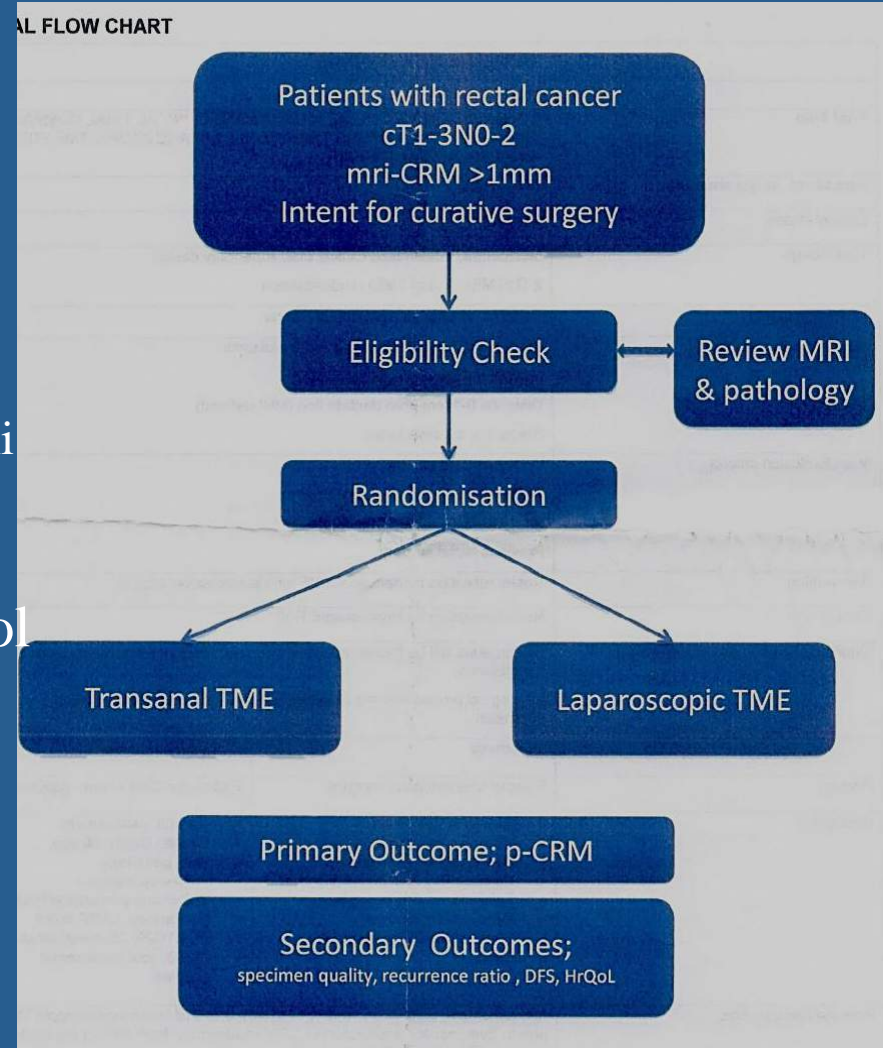 AL FLOW CHART
Patients with rectal cancer
cT1-3N0-2
mri-CRM >1mm
Intent for curative surgery
Eligibility Check
Review MRI
& pathology
i
Randomisation
ol
Transanal TME
Laparoscopic TME
Primary Outcome; p-CRM
Secondary Outcomes;
specimen quality, recurrence ratio , DFS, HrQoL